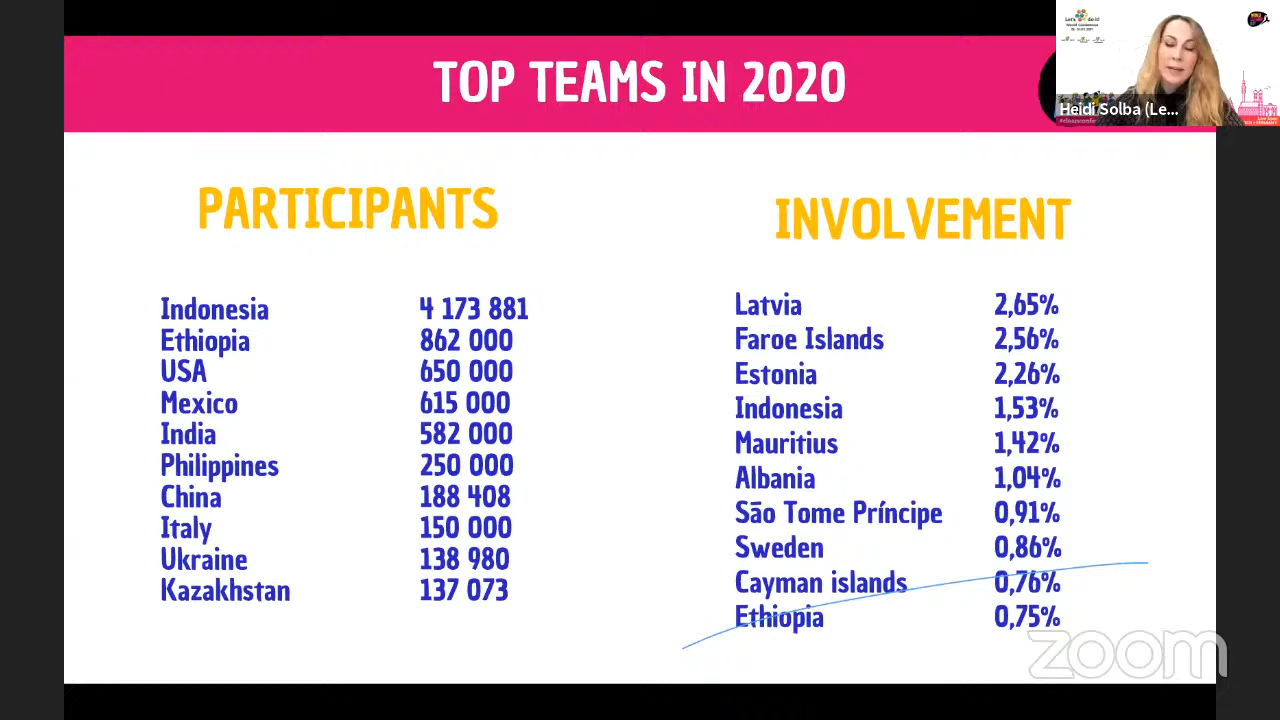 TOP TEAMS IN 2020
Let's do it!
Heidi Solba (Le...
PARTICIPANTS
Indonesia 4 173 881
Ethiopia 862 000
USA 650 000
Mexico 615 000
India 582 000
Philippines 250 000
China 188 408
Italy 150 000
Ukraine 138 980
Kazakhstan 137 073
INVOLVEMENT
Latvia 2,65%
Faroe Islands 2,56%
Estonia 2,26%
Indonesia 1,53%
Mauritius 1,42%
Albania 1,04%
São Tome Príncipe 0,91%
Sweden 0,86%
Cayman islands 0,76%
Ethiopia 0,75%
zoom